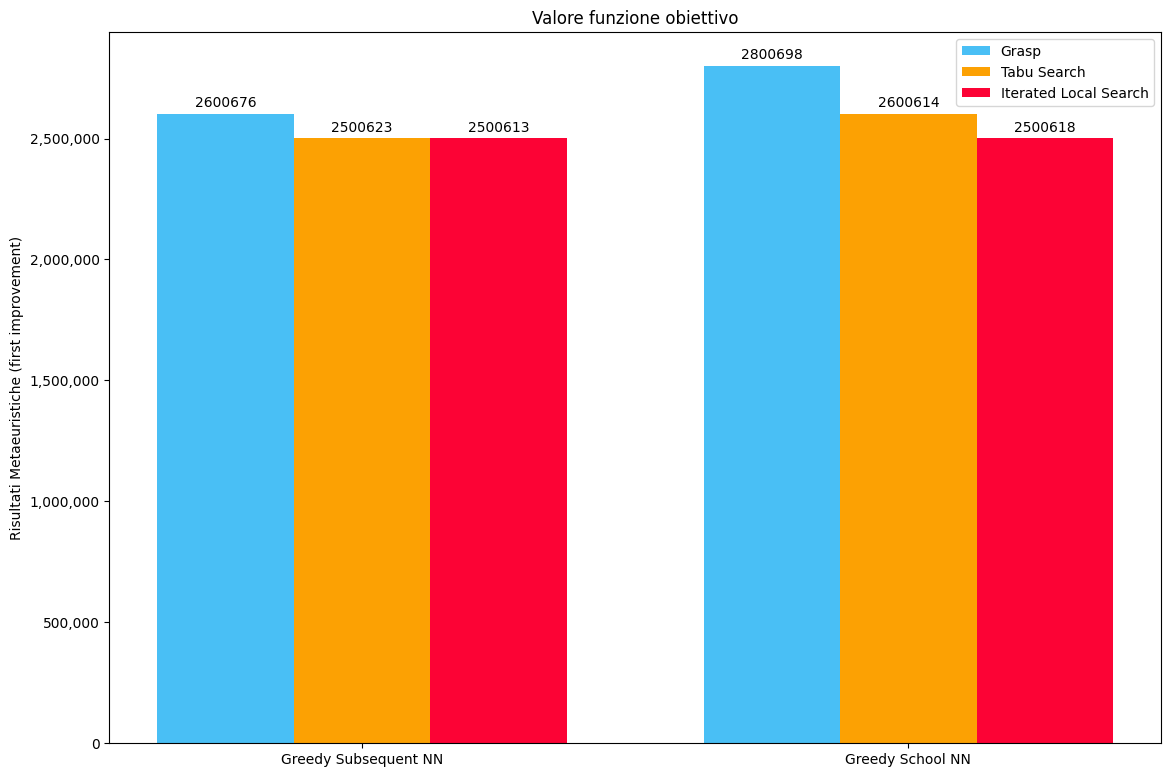 Valore funzione obiettivo
Grasp
Tabu Search
Iterated Local Search
2600676
2500623
2500613
2800698
2600614
2500618
Risultati Metaeuristiche (first improvement)
2,500,000
2,000,000
1,500,000
1,000,000
500,000
0
Greedy Subsequent NN
Greedy School NN